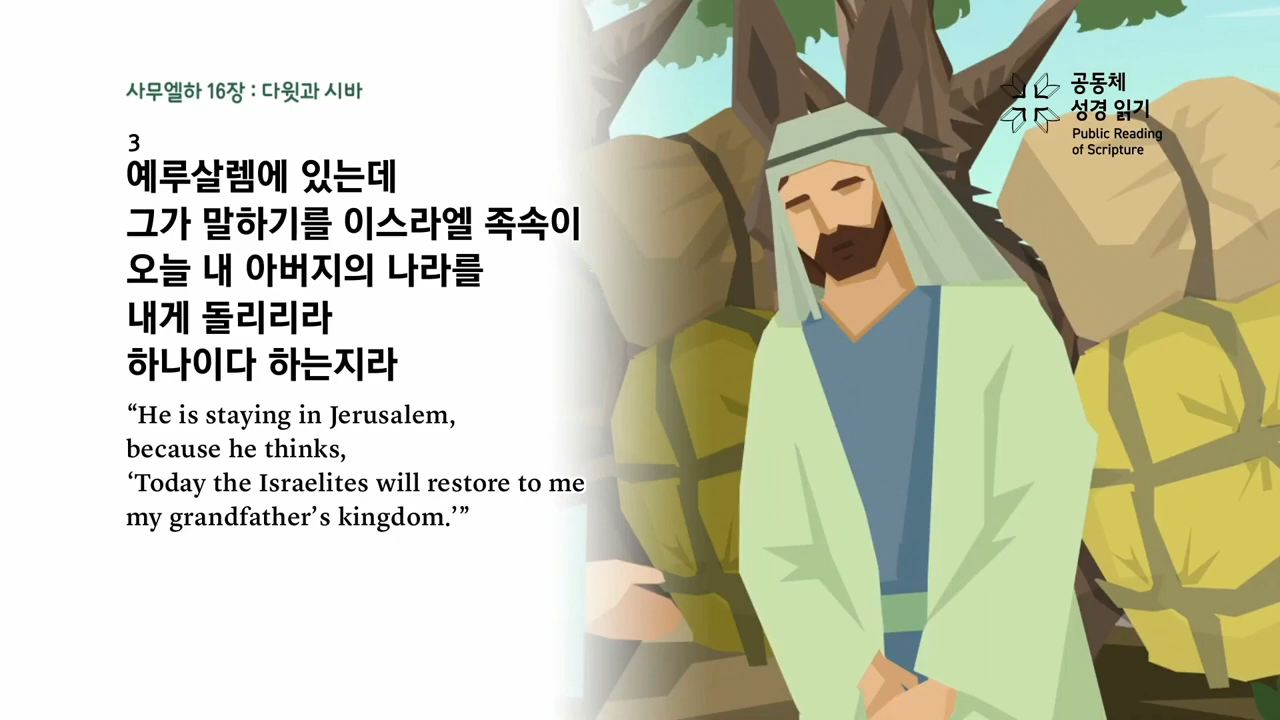 사무엘하 16장 : 다윗과 시바
3
예루살렘에 있는데
그가 말하기를 이스라엘 족속이
오늘 내 아버지의 나라를
내게 돌리리라
하나이다 하는지라
“He is staying in Jerusalem,
because he thinks,
‘Today the Israelites will restore to me
my grandfather’s kingdom.’”
공동체
성경 읽기
Public Reading
of Scripture